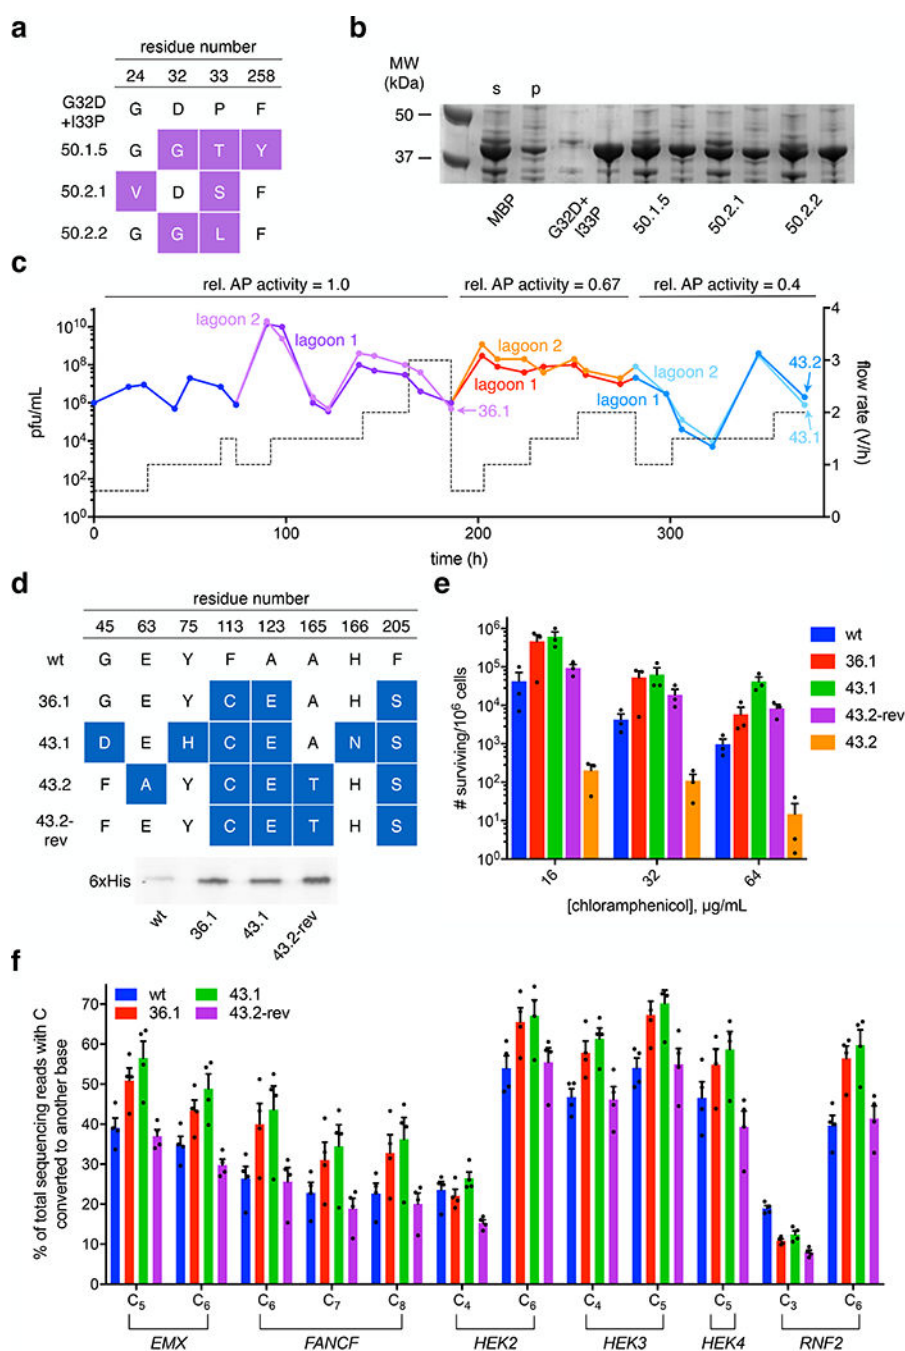 a
residue number
24 32 33 258
G32D +I33P G D P F
50.1.5 G G T Y
50.2.1 V D S F
50.2.2 G G L F
b
MW (kDa)
s p
50
37
MBP G32D+ I33P 50.1.5 50.2.1 50.2.2
c
rel. AP activity = 1.0 rel. AP activity = 0.67 rel. AP activity = 0.4
pfu/mL
10¹⁰
10⁸
10⁶
10⁴
10²
10⁰
lagoon 2
lagoon 1
36.1
lagoon 2
lagoon 1
lagoon 2
lagoon 1
43.2
43.1
4
3
2
1
0
flow rate (V/h)
0 100 200 300
time (h)
d
residue number
45 63 75 113 123 165 166 205
wt G E Y F A A H F
36.1 G E Y C E A H S
43.1 D E H C E A N S
43.2 F A Y C E T H S
43.2-rev F E Y C E T H S
6xHis
wt 36.1 43.1 43.2-rev
e
# surviving/10⁶ cells
10⁶
10⁵
10⁴
10³
10²
10¹
10⁰
16 32 64
[chloramphenicol], µg/mL
wt
36.1
43.1
43.2-rev
43.2
f
% of total sequencing reads with C converted to another base
70
60
50
40
30
20
10
0
wt 43.1
36.1 43.2-rev
C₅ C₆ C₆ C₇ C₈ C₄ C₆ C₄ C₅ C₅ C₃ C₆
EMX FANCF HEK2 HEK3 HEK4 RNF2